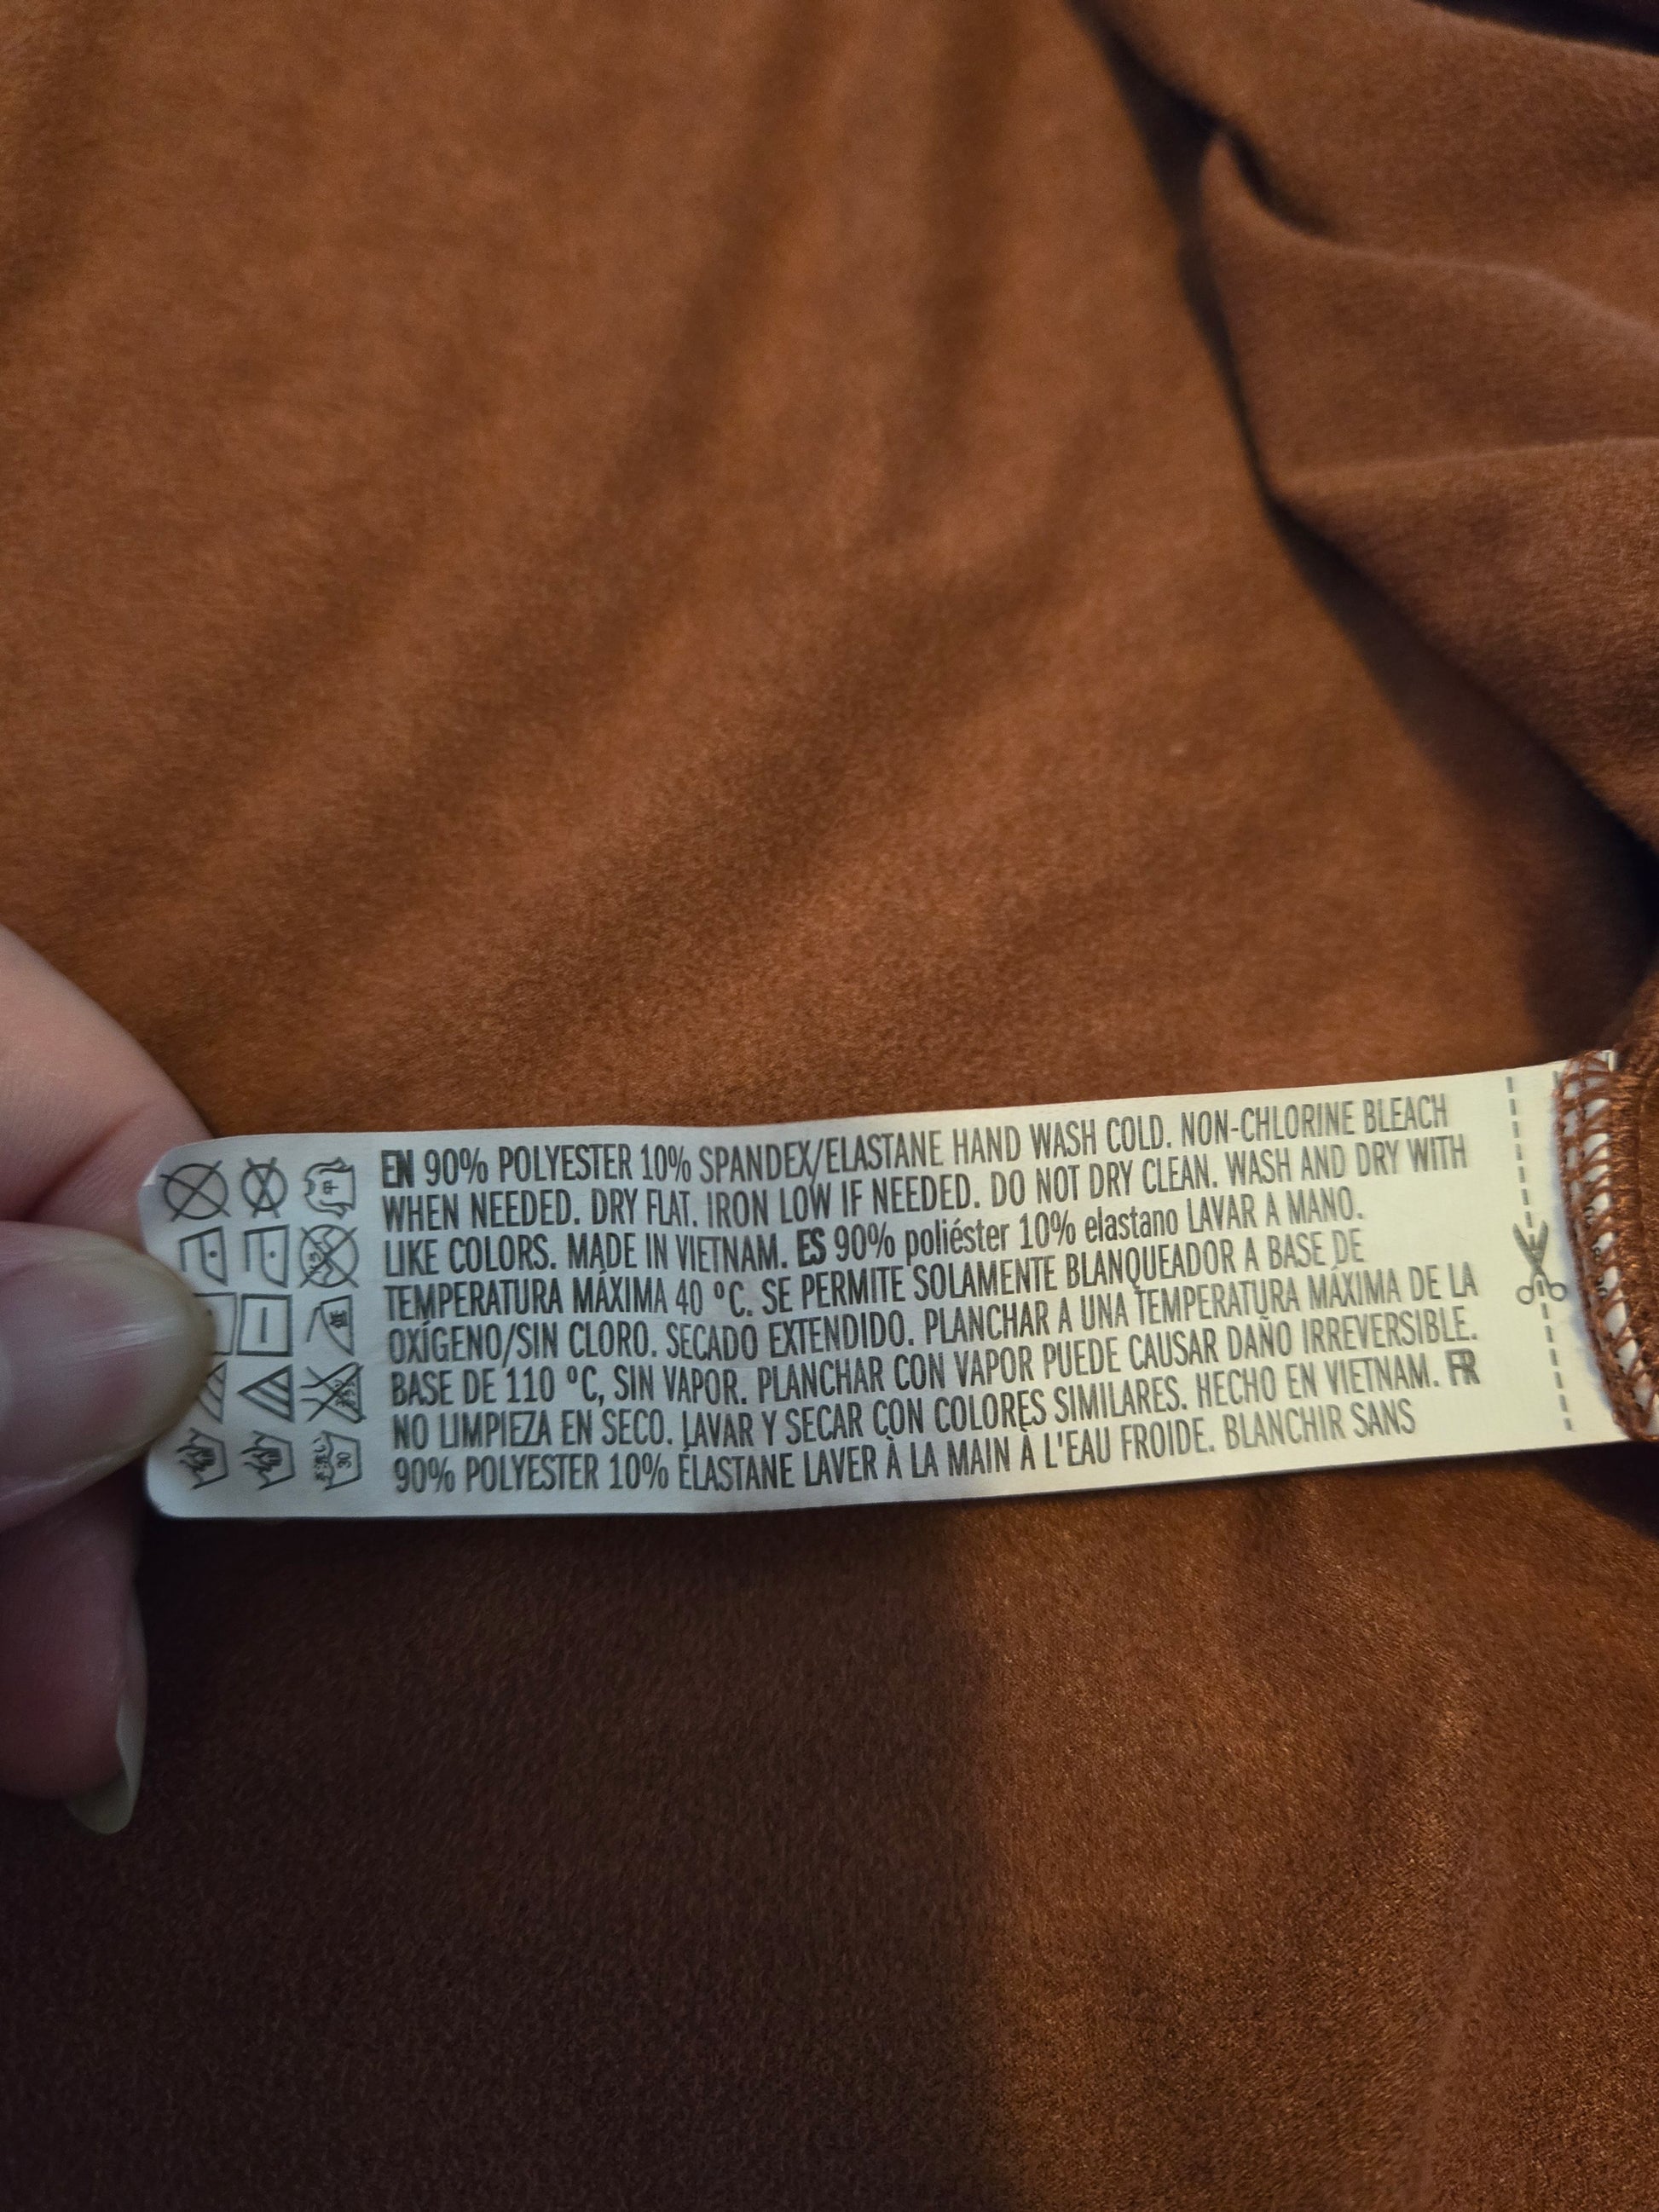 EN 90% POLYESTER 10% SPANDEX/ELASTANE HAND WASH COLD. NON-CHLORINE BLEACH
WHEN NEEDED. DRY FLAT. IRON LOW IF NEEDED. DO NOT DRY CLEAN. WASH AND DRY WITH
LIKE COLORS. MADE IN VIETNAM. ES 90% poliéster 10% elastano LAVAR A MANO.
TEMPERATURA MÁXIMA 40 ºC. SE PERMITE SOLAMENTE BLANQUEADOR A BASE DE
OXÍGENO/SIN CLORO. SECADO EXTENDIDO. PLANCHAR A UNA TEMPERATURA MÁXIMA DE LA
BASE DE 110 ºC, SIN VAPOR. PLANCHAR CON VAPOR PUEDE CAUSAR DAÑO IRREVERSIBLE.
NO LIMPIEZA EN SECO. LAVAR Y SECAR CON COLORES SIMILARES. HECHO EN VIETNAM. FR
90% POLYESTER 10% ÉLASTANE LAVER À LA MAIN À L'EAU FROIDE. BLANCHIR SANS
平
30